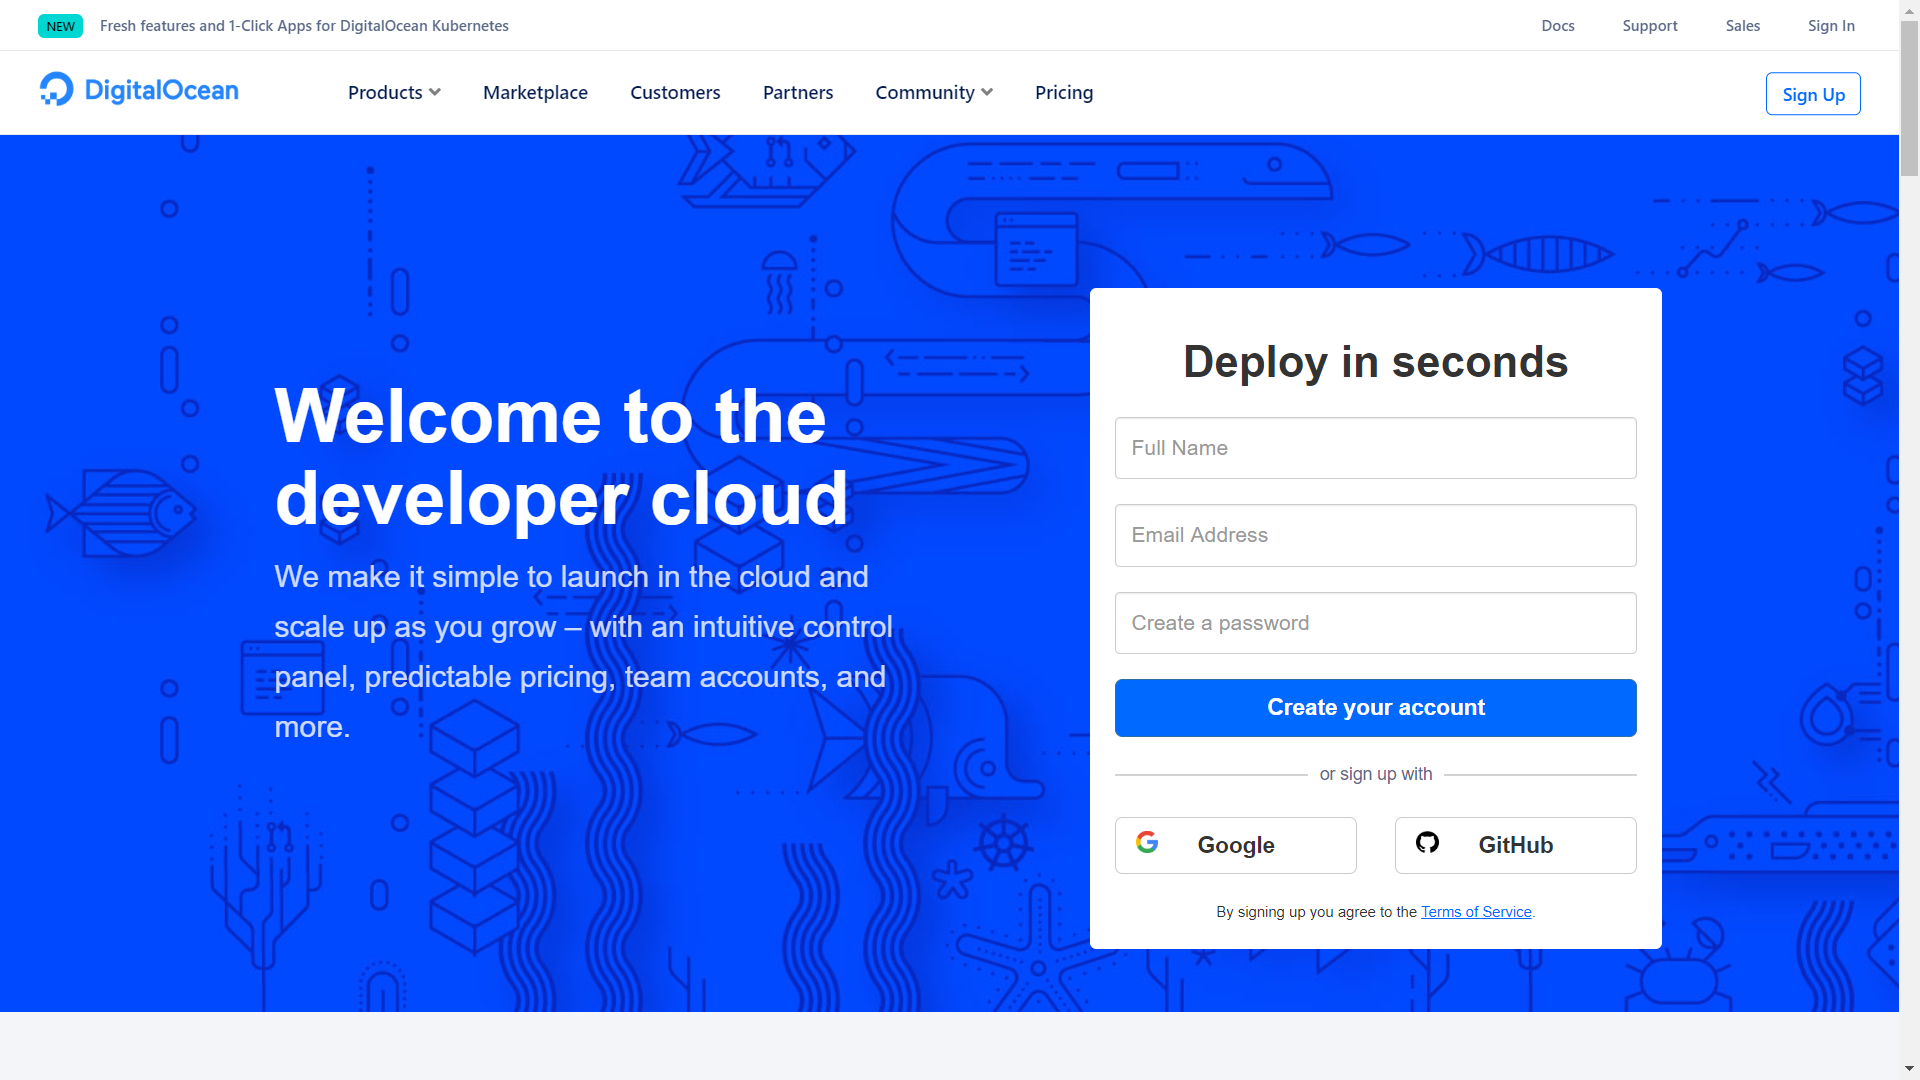 NEW Fresh features and 1-Click Apps for DigitalOcean Kubernetes Docs Support Sales Sign In
DigitalOcean Products Marketplace Customers Partners Community Pricing Sign Up
Welcome to the
developer cloud
We make it simple to launch in the cloud and
scale up as you grow – with an intuitive control
panel, predictable pricing, team accounts, and
more.
Deploy in seconds
Full Name
Email Address
Create a password
Create your account
or sign up with
Google GitHub
By signing up you agree to the Terms of Service.